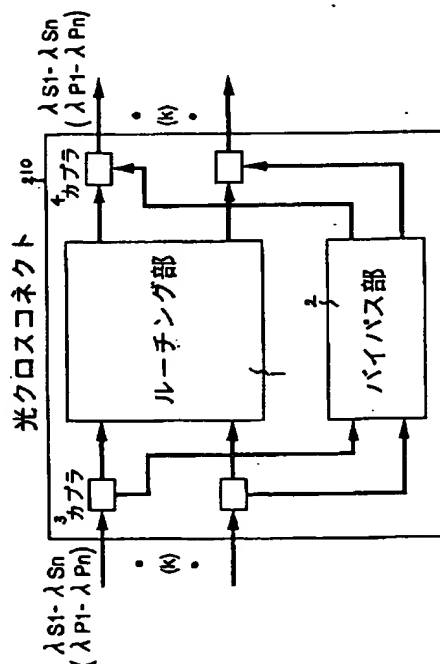 光クロスコネクト
210
λS1-λSn
(λP1-λPn)
3
カプラ
・
(k)
・
ルーチング部
1
バイパス部
2
4
カプラ
λS1-λSn
(λP1-λPn)
・
(k)
・